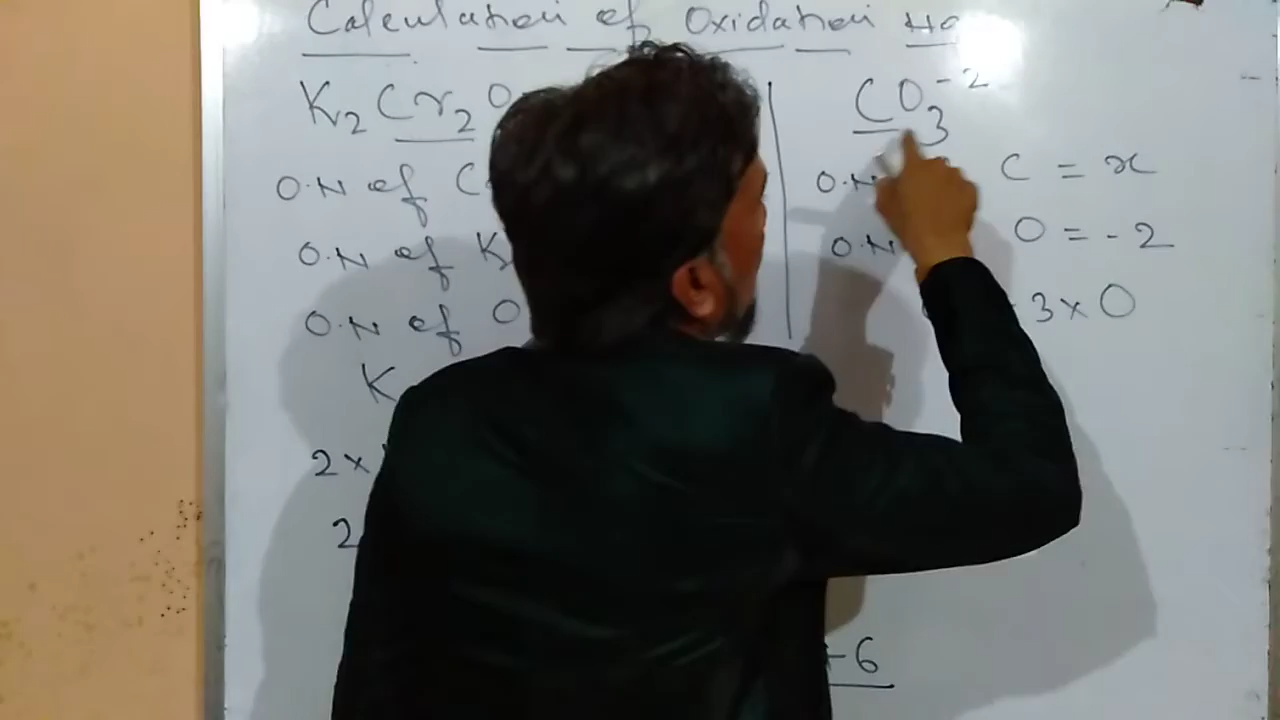 Calculation of Oxidation No
K₂Cr₂O
O.N of C
O.N of K
O.N of O
K
2×
2
+6
CO₃⁻²
O.N C = x
O.N O = -2
3×O